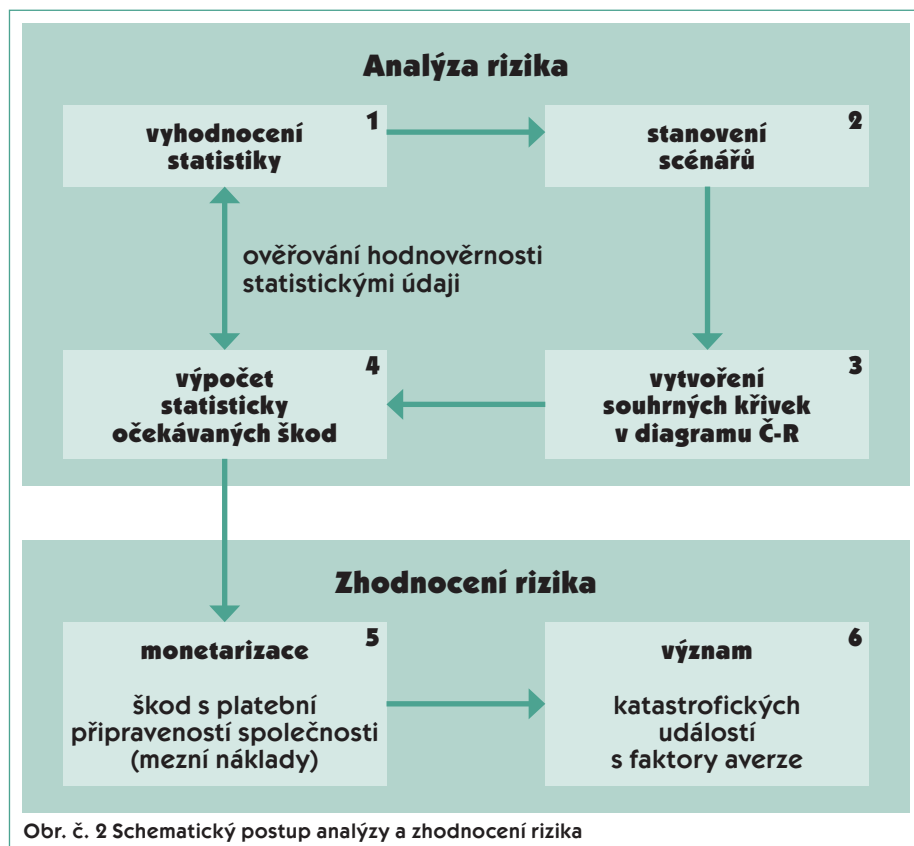 Analýza rizika
1
vyhodnocení
statistiky
2
stanovení
scénářů
ověřování hodnověrnosti
statistickými údaji
4
výpočet
statisticky
očekávaných škod
3
vytvoření
souhrných křivek
v diagramu Č-R
Zhodnocení rizika
5
monetarizace
škod s platební
připraveností společnosti
(mezní náklady)
6
význam
katastrofických
událostí
s faktory averze
Obr. č. 2 Schematický postup analýzy a zhodnocení rizika